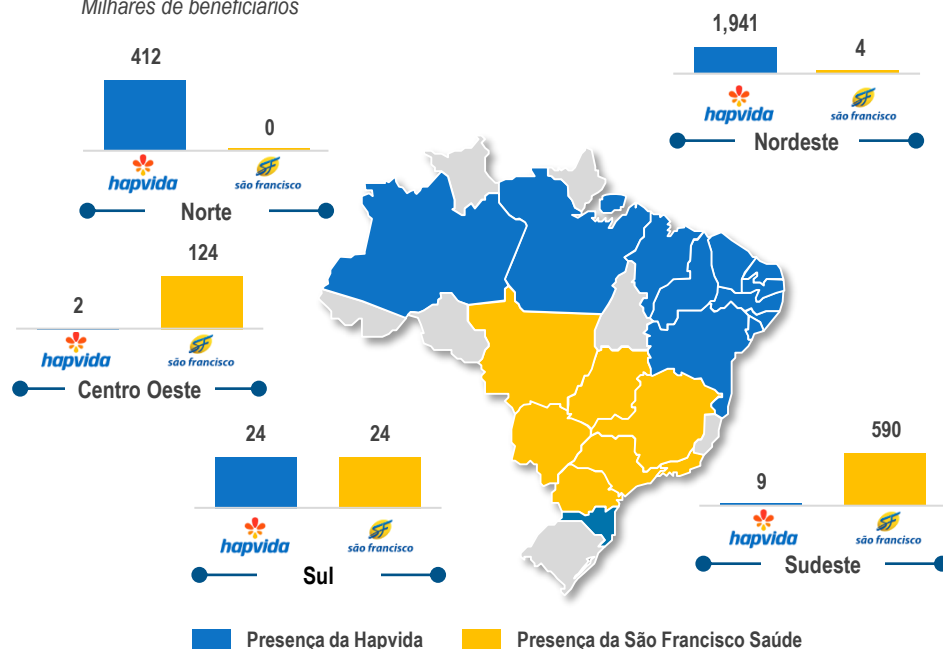 Milhares de beneficiários
412
0
hapvida
são francisco
Norte
1,941
4
hapvida
são francisco
Nordeste
2
124
hapvida
são francisco
Centro Oeste
24
24
hapvida
são francisco
Sul
9
590
hapvida
são francisco
Sudeste
Presença da Hapvida
Presença da São Francisco Saúde